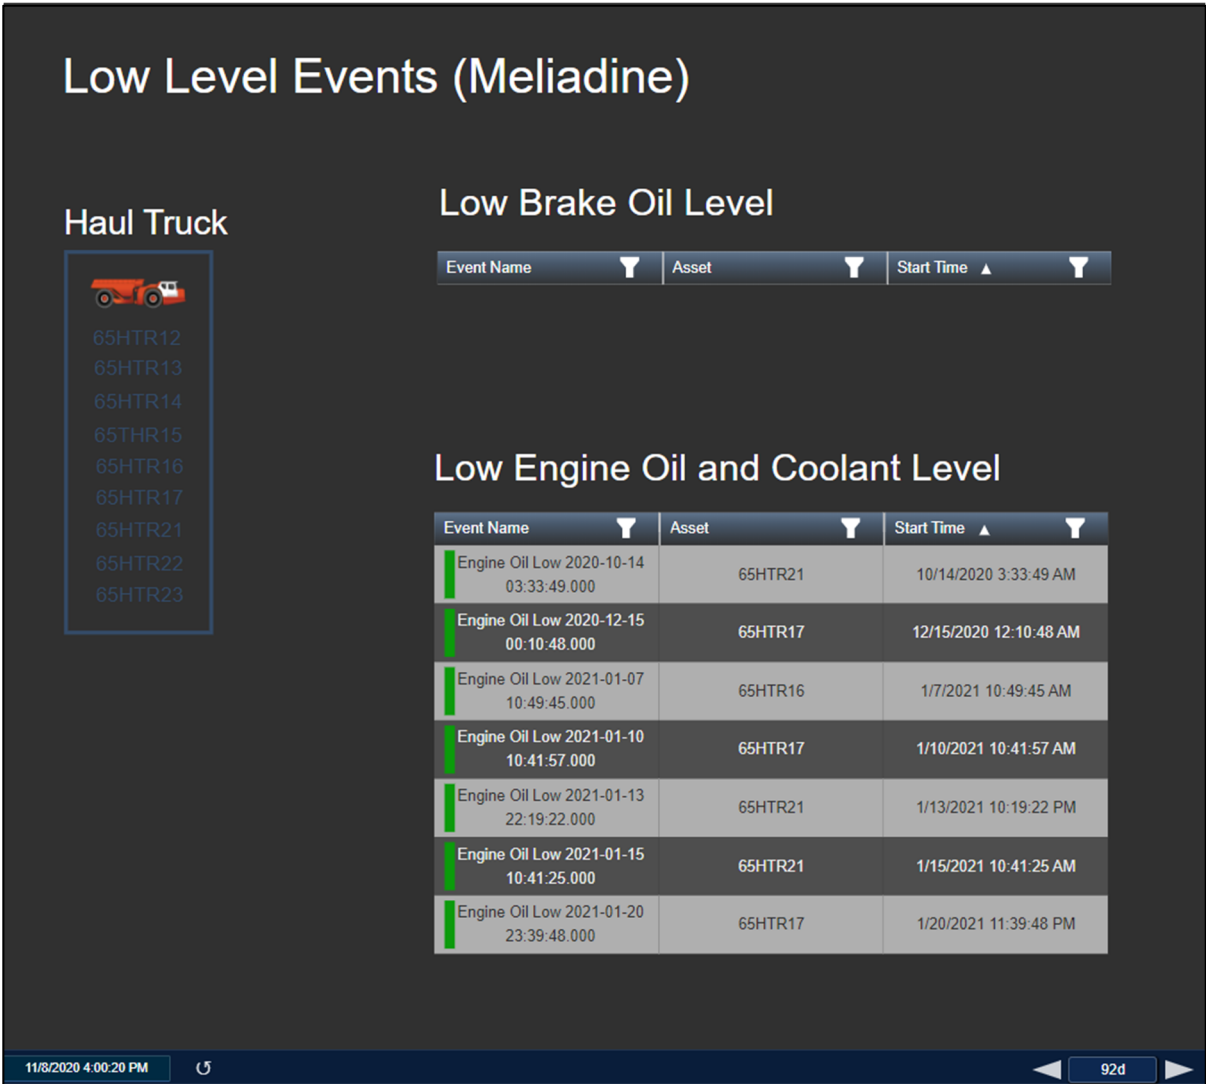 Low Level Events (Meliadine)
Haul Truck
65HTR12
65HTR13
65HTR14
65THR15
65HTR16
65HTR17
65HTR21
65HTR22
65HTR23
Low Brake Oil Level
Event Name Asset Start Time ▲
Low Engine Oil and Coolant Level
Event Name Asset Start Time ▲
Engine Oil Low 2020-10-14
03:33:49.000 65HTR21 10/14/2020 3:33:49 AM
Engine Oil Low 2020-12-15
00:10:48.000 65HTR17 12/15/2020 12:10:48 AM
Engine Oil Low 2021-01-07
10:49:45.000 65HTR16 1/7/2021 10:49:45 AM
Engine Oil Low 2021-01-10
10:41:57.000 65HTR17 1/10/2021 10:41:57 AM
Engine Oil Low 2021-01-13
22:19:22.000 65HTR21 1/13/2021 10:19:22 PM
Engine Oil Low 2021-01-15
10:41:25.000 65HTR21 1/15/2021 10:41:25 AM
Engine Oil Low 2021-01-20
23:39:48.000 65HTR17 1/20/2021 11:39:48 PM
11/8/2020 4:00:20 PM 92d